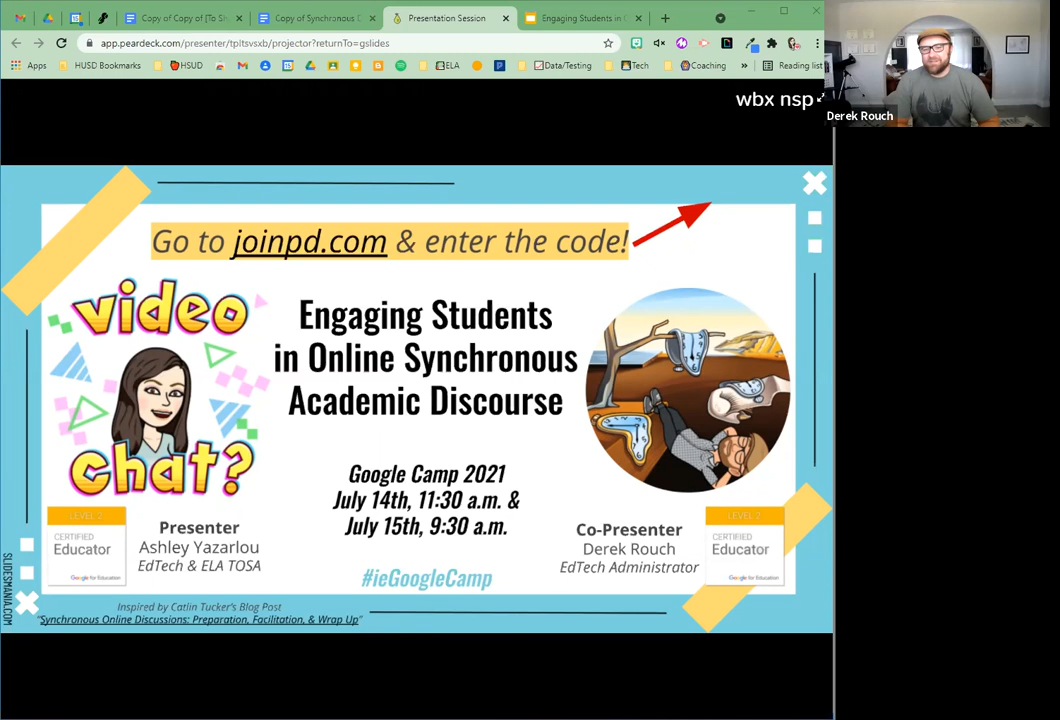 Copy of Copy of [To Sh
Copy of Synchronous C
Presentation Session
Engaging Students in
app.peardeck.com/presenter/tpltsvsxb/projector?returnTo=gslides
Apps
HUSD Bookmarks
HSUD
ELA
Data/Testing
Tech
Coaching
»
Reading list
wbx nsp
Derek Rouch
Go to joinpd.com & enter the code!
video
chat?
Engaging Students
in Online Synchronous
Academic Discourse
Google Camp 2021
July 14th, 11:30 a.m. &
July 15th, 9:30 a.m.
#ieGoogleCamp
LEVEL 2
CERTIFIED
Educator
Google for Education
Presenter
Ashley Yazarlou
EdTech & ELA TOSA
Co-Presenter
Derek Rouch
EdTech Administrator
LEVEL 2
CERTIFIED
Educator
Google for Education
SLIDESMANIA.COM
Inspired by Catlin Tucker's Blog Post
"Synchronous Online Discussions: Preparation, Facilitation, & Wrap Up"